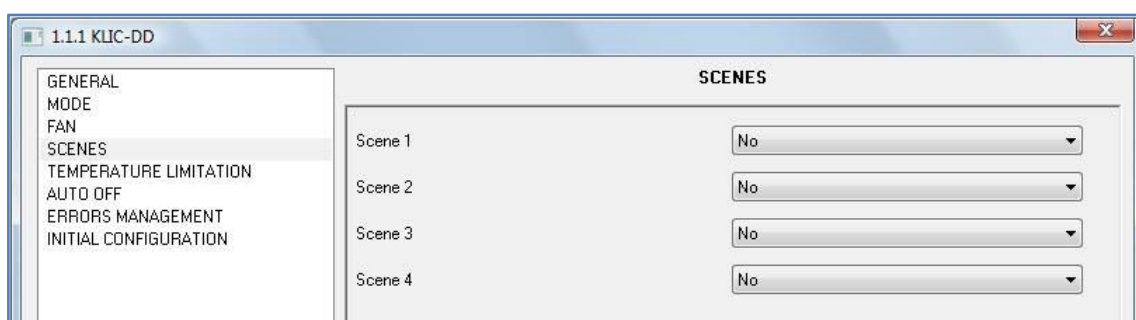 1.1.1 KLIC-DD
GENERAL
MODE
FAN
SCENES
TEMPERATURE LIMITATION
AUTO OFF
ERRORS MANAGEMENT
INITIAL CONFIGURATION
SCENES
Scene 1 No
Scene 2 No
Scene 3 No
Scene 4 No